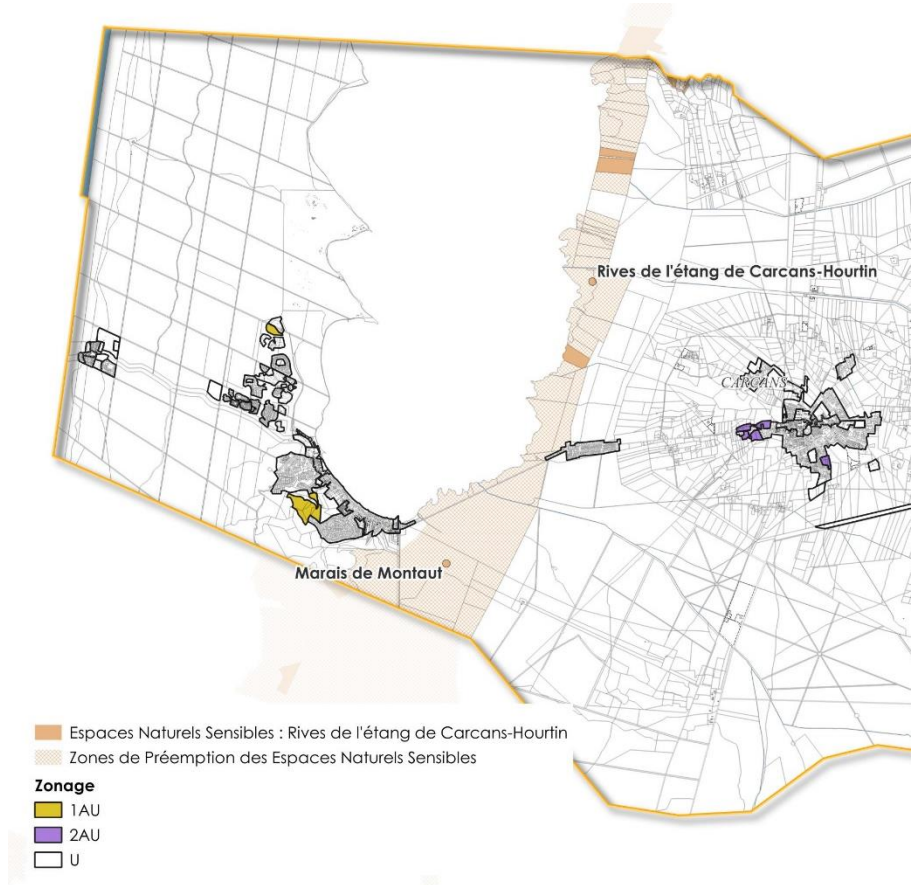 Rives de l'étang de Carcans-Hourtin
CARCANS
Marais de Montaut
Espaces Naturels Sensibles : Rives de l'étang de Carcans-Hourtin
Zones de Préemption des Espaces Naturels Sensibles
Zonage
1AU
2AU
U